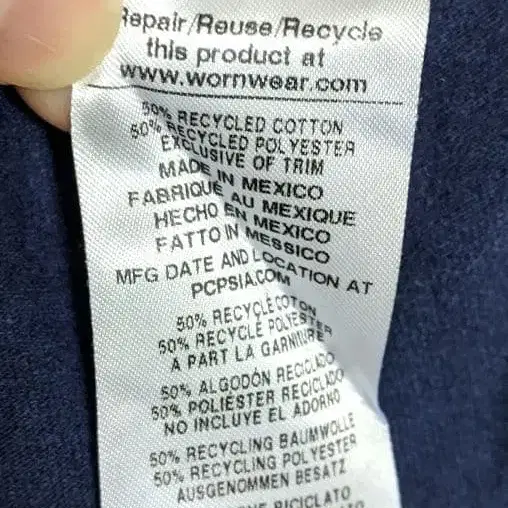 Repair/Reuse/Recycle
this product at
www.wornwear.com
50% RECYCLED COTTON
50% RECYCLED POLYESTER
EXCLUSIVE OF TRIM
MADE IN MEXICO
FABRIQUÉ AU MEXIQUE
HECHO EN MEXICO
FATTO IN MESSICO
MFG DATE AND LOCATION AT
PCPSIA.COM
50% RECYCLÉ COTON
50% RECYCLÉ POLYESTER
A PART LA GARNITURE
50% ALGODÓN RECICLADO
50% POLIÉSTER RECICLADO
NO INCLUYE EL ADORNO
50% RECYCLING BAUMWOLLE
50% RECYCLING POLYESTER
AUSGENOMMEN BESATZ
RICICLATO